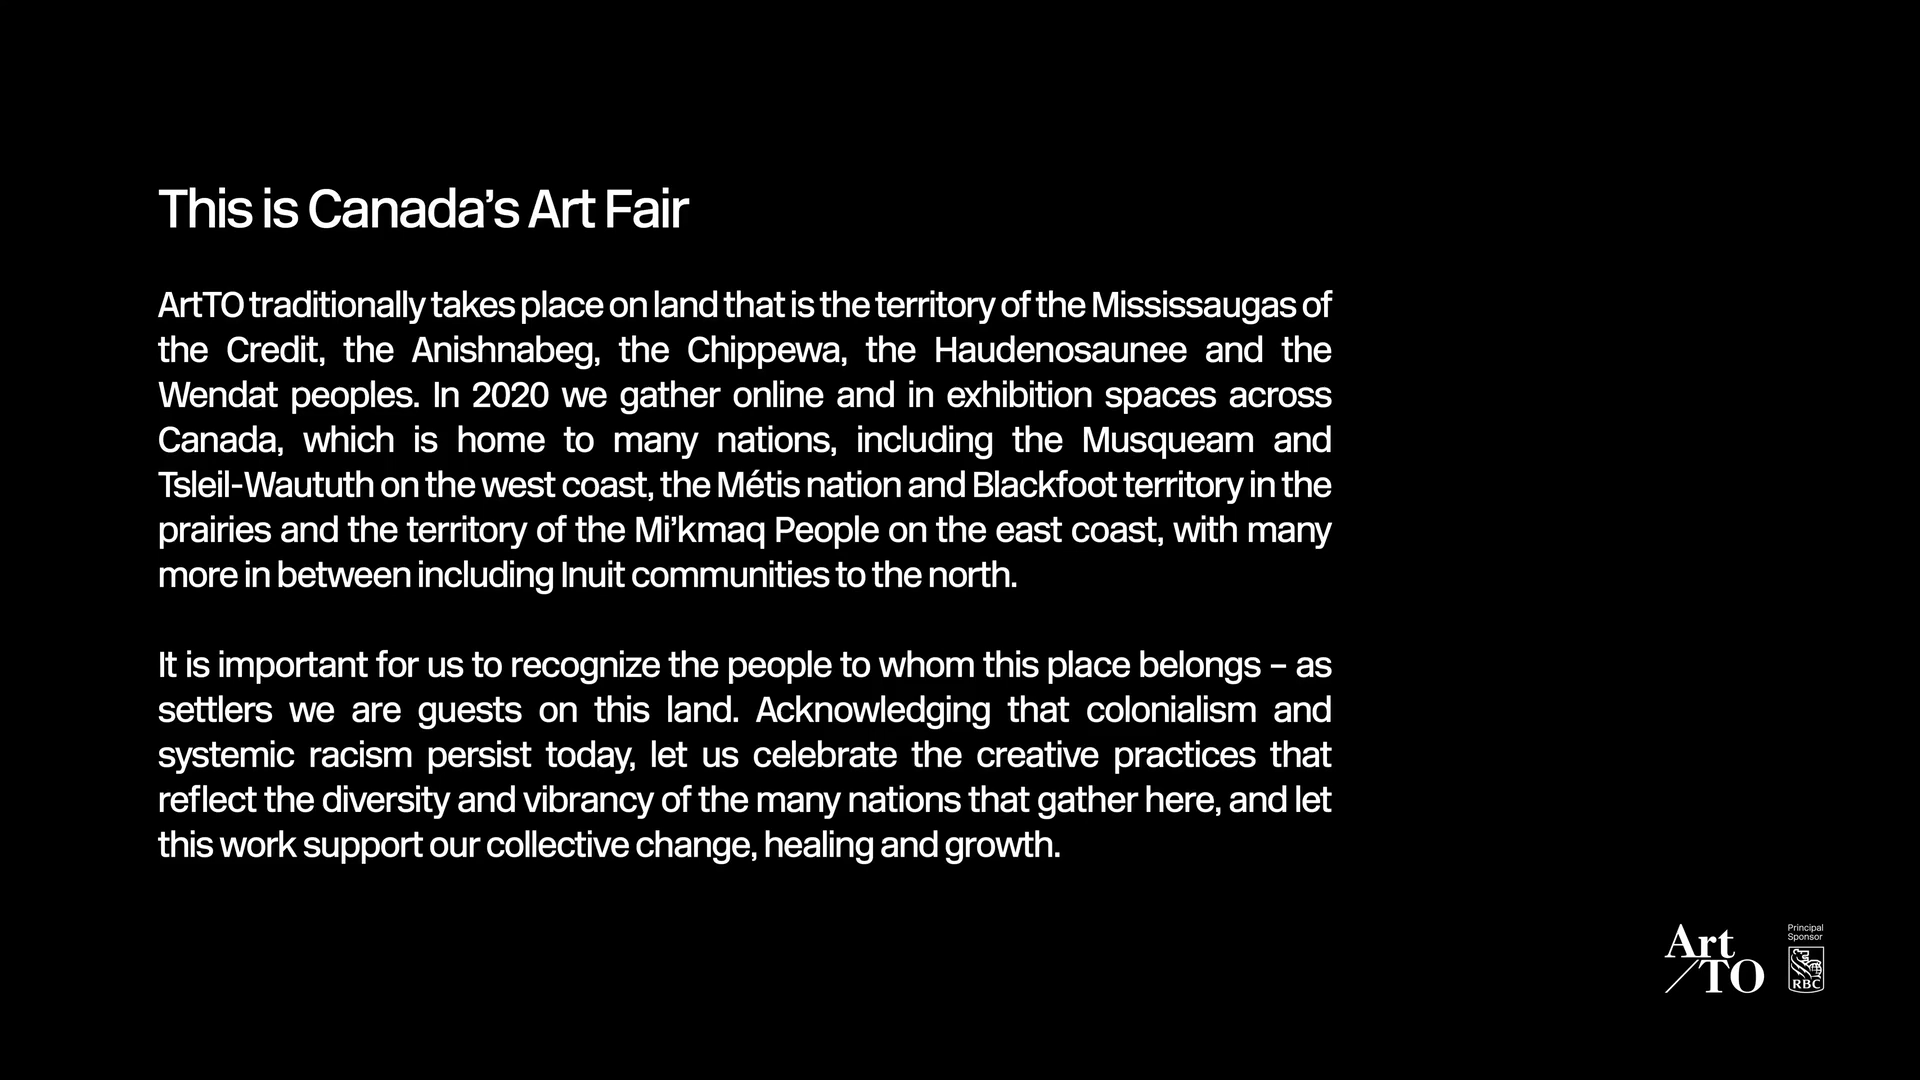 This is Canada’s Art Fair
ArtTO traditionally takes place on land that is the territory of the Mississaugas of
the Credit, the Anishnabeg, the Chippewa, the Haudenosaunee and the
Wendat peoples. In 2020 we gather online and in exhibition spaces across
Canada, which is home to many nations, including the Musqueam and
Tsleil-Waututh on the west coast, the Métis nation and Blackfoot territory in the
prairies and the territory of the Mi’kmaq People on the east coast, with many
more in between including Inuit communities to the north.
It is important for us to recognize the people to whom this place belongs – as
settlers we are guests on this land. Acknowledging that colonialism and
systemic racism persist today, let us celebrate the creative practices that
reflect the diversity and vibrancy of the many nations that gather here, and let
this work support our collective change, healing and growth.
Art
/TO
Principal
Sponsor
RBC